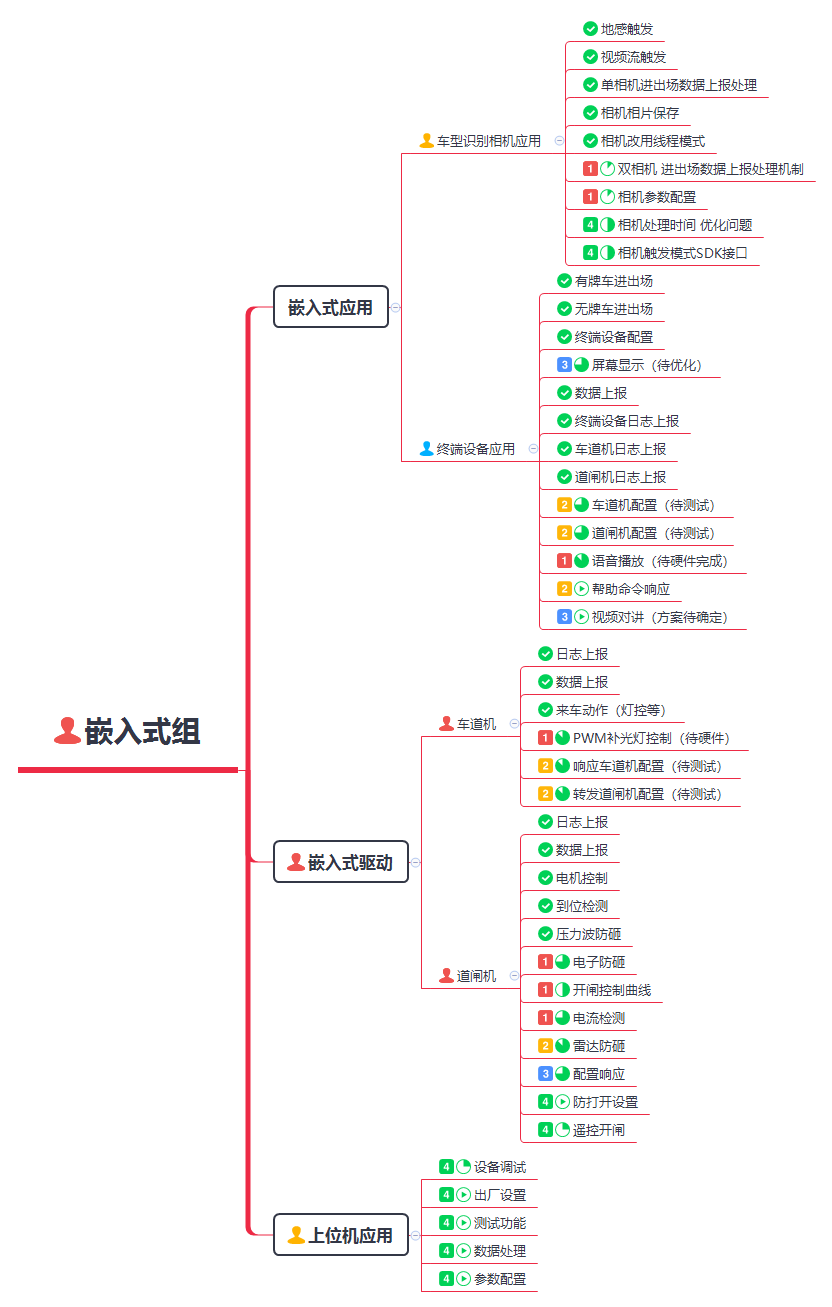 嵌入式组
嵌入式应用
车型识别相机应用
地感触发
视频流触发
单相机进出场数据上报处理
相机相片保存
相机改用线程模式
1 双相机 进出场数据上报处理机制
1 相机参数配置
4 相机处理时间 优化问题
4 相机触发模式SDK接口
终端设备应用
有牌车进出场
无牌车进出场
终端设备配置
3 屏幕显示（待优化）
数据上报
终端设备日志上报
车道机日志上报
道闸机日志上报
2 车道机配置（待测试）
2 道闸机配置（待测试）
1 语音播放（待硬件完成）
2 帮助命令响应
3 视频对讲（方案待确定）
嵌入式驱动
车道机
日志上报
数据上报
来车动作（灯控等）
1 PWM补光灯控制（待硬件）
2 响应车道机配置（待测试）
2 转发道闸机配置（待测试）
道闸机
日志上报
数据上报
电机控制
到位检测
压力波防砸
1 电子防砸
1 开闸控制曲线
1 电流检测
2 雷达防砸
3 配置响应
4 防打开设置
4 遥控开闸
上位机应用
4 设备调试
4 出厂设置
4 测试功能
4 数据处理
4 参数配置